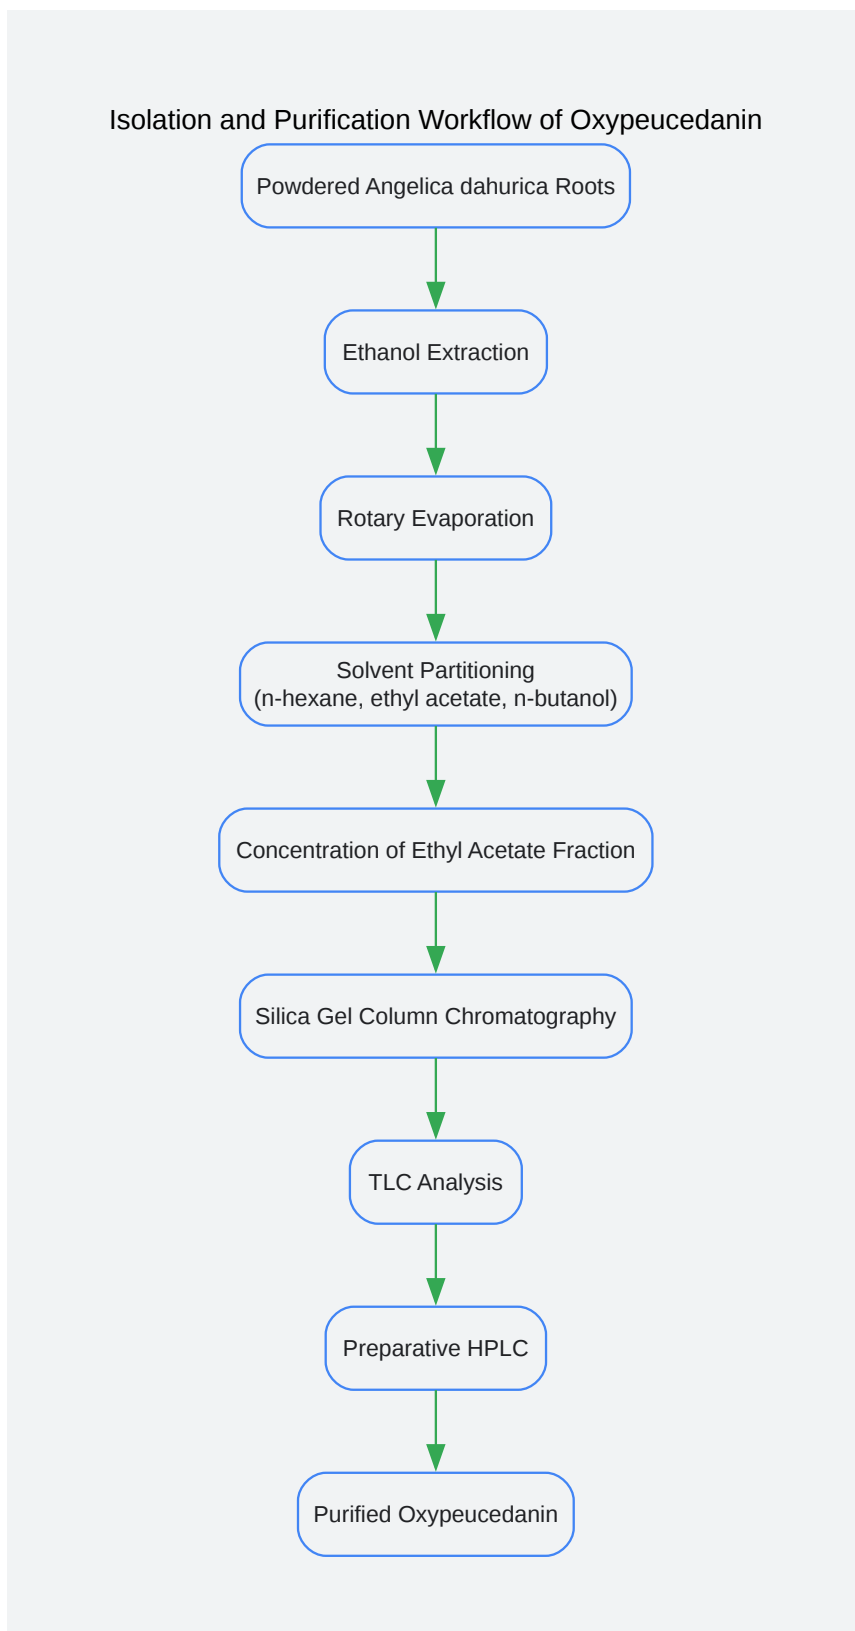 Isolation and Purification Workflow of Oxypeucedanin
Powdered Angelica dahurica Roots
Ethanol Extraction
Rotary Evaporation
Solvent Partitioning
(n-hexane, ethyl acetate, n-butanol)
Concentration of Ethyl Acetate Fraction
Silica Gel Column Chromatography
TLC Analysis
Preparative HPLC
Purified Oxypeucedanin